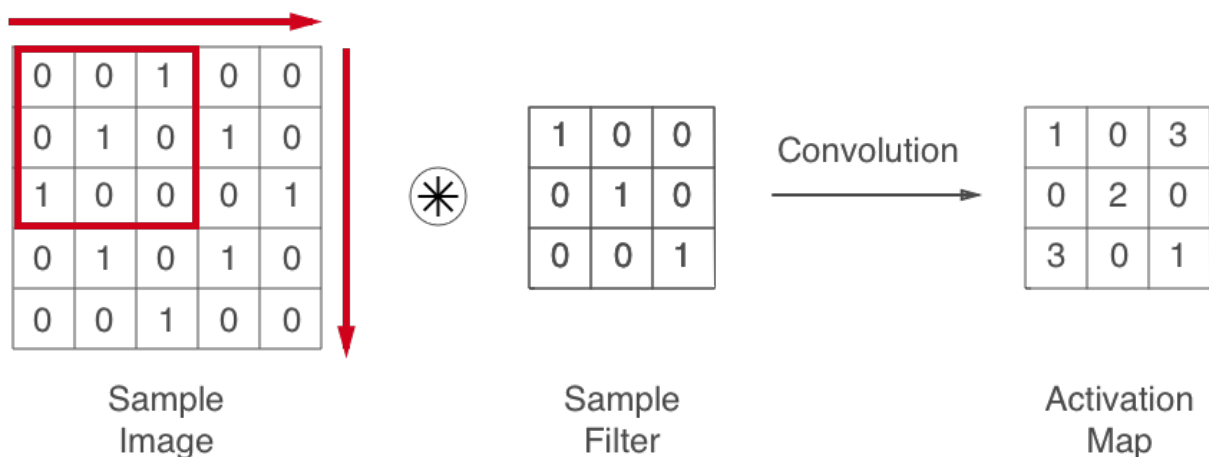 0 0 1 0 0
0 1 0 1 0
1 0 0 0 1
0 1 0 1 0
0 0 1 0 0
Sample
Image
1 0 0
0 1 0
0 0 1
Sample
Filter
Convolution
1 0 3
0 2 0
3 0 1
Activation
Map